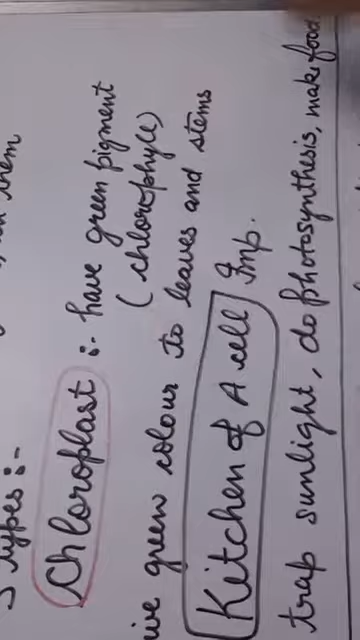 types :-
Chloroplast :- have green pigment
(chlorophyll)
ive green colour to leaves and stems
Kitchen of A cell Imp.
trap sunlight, do photosynthesis, make food